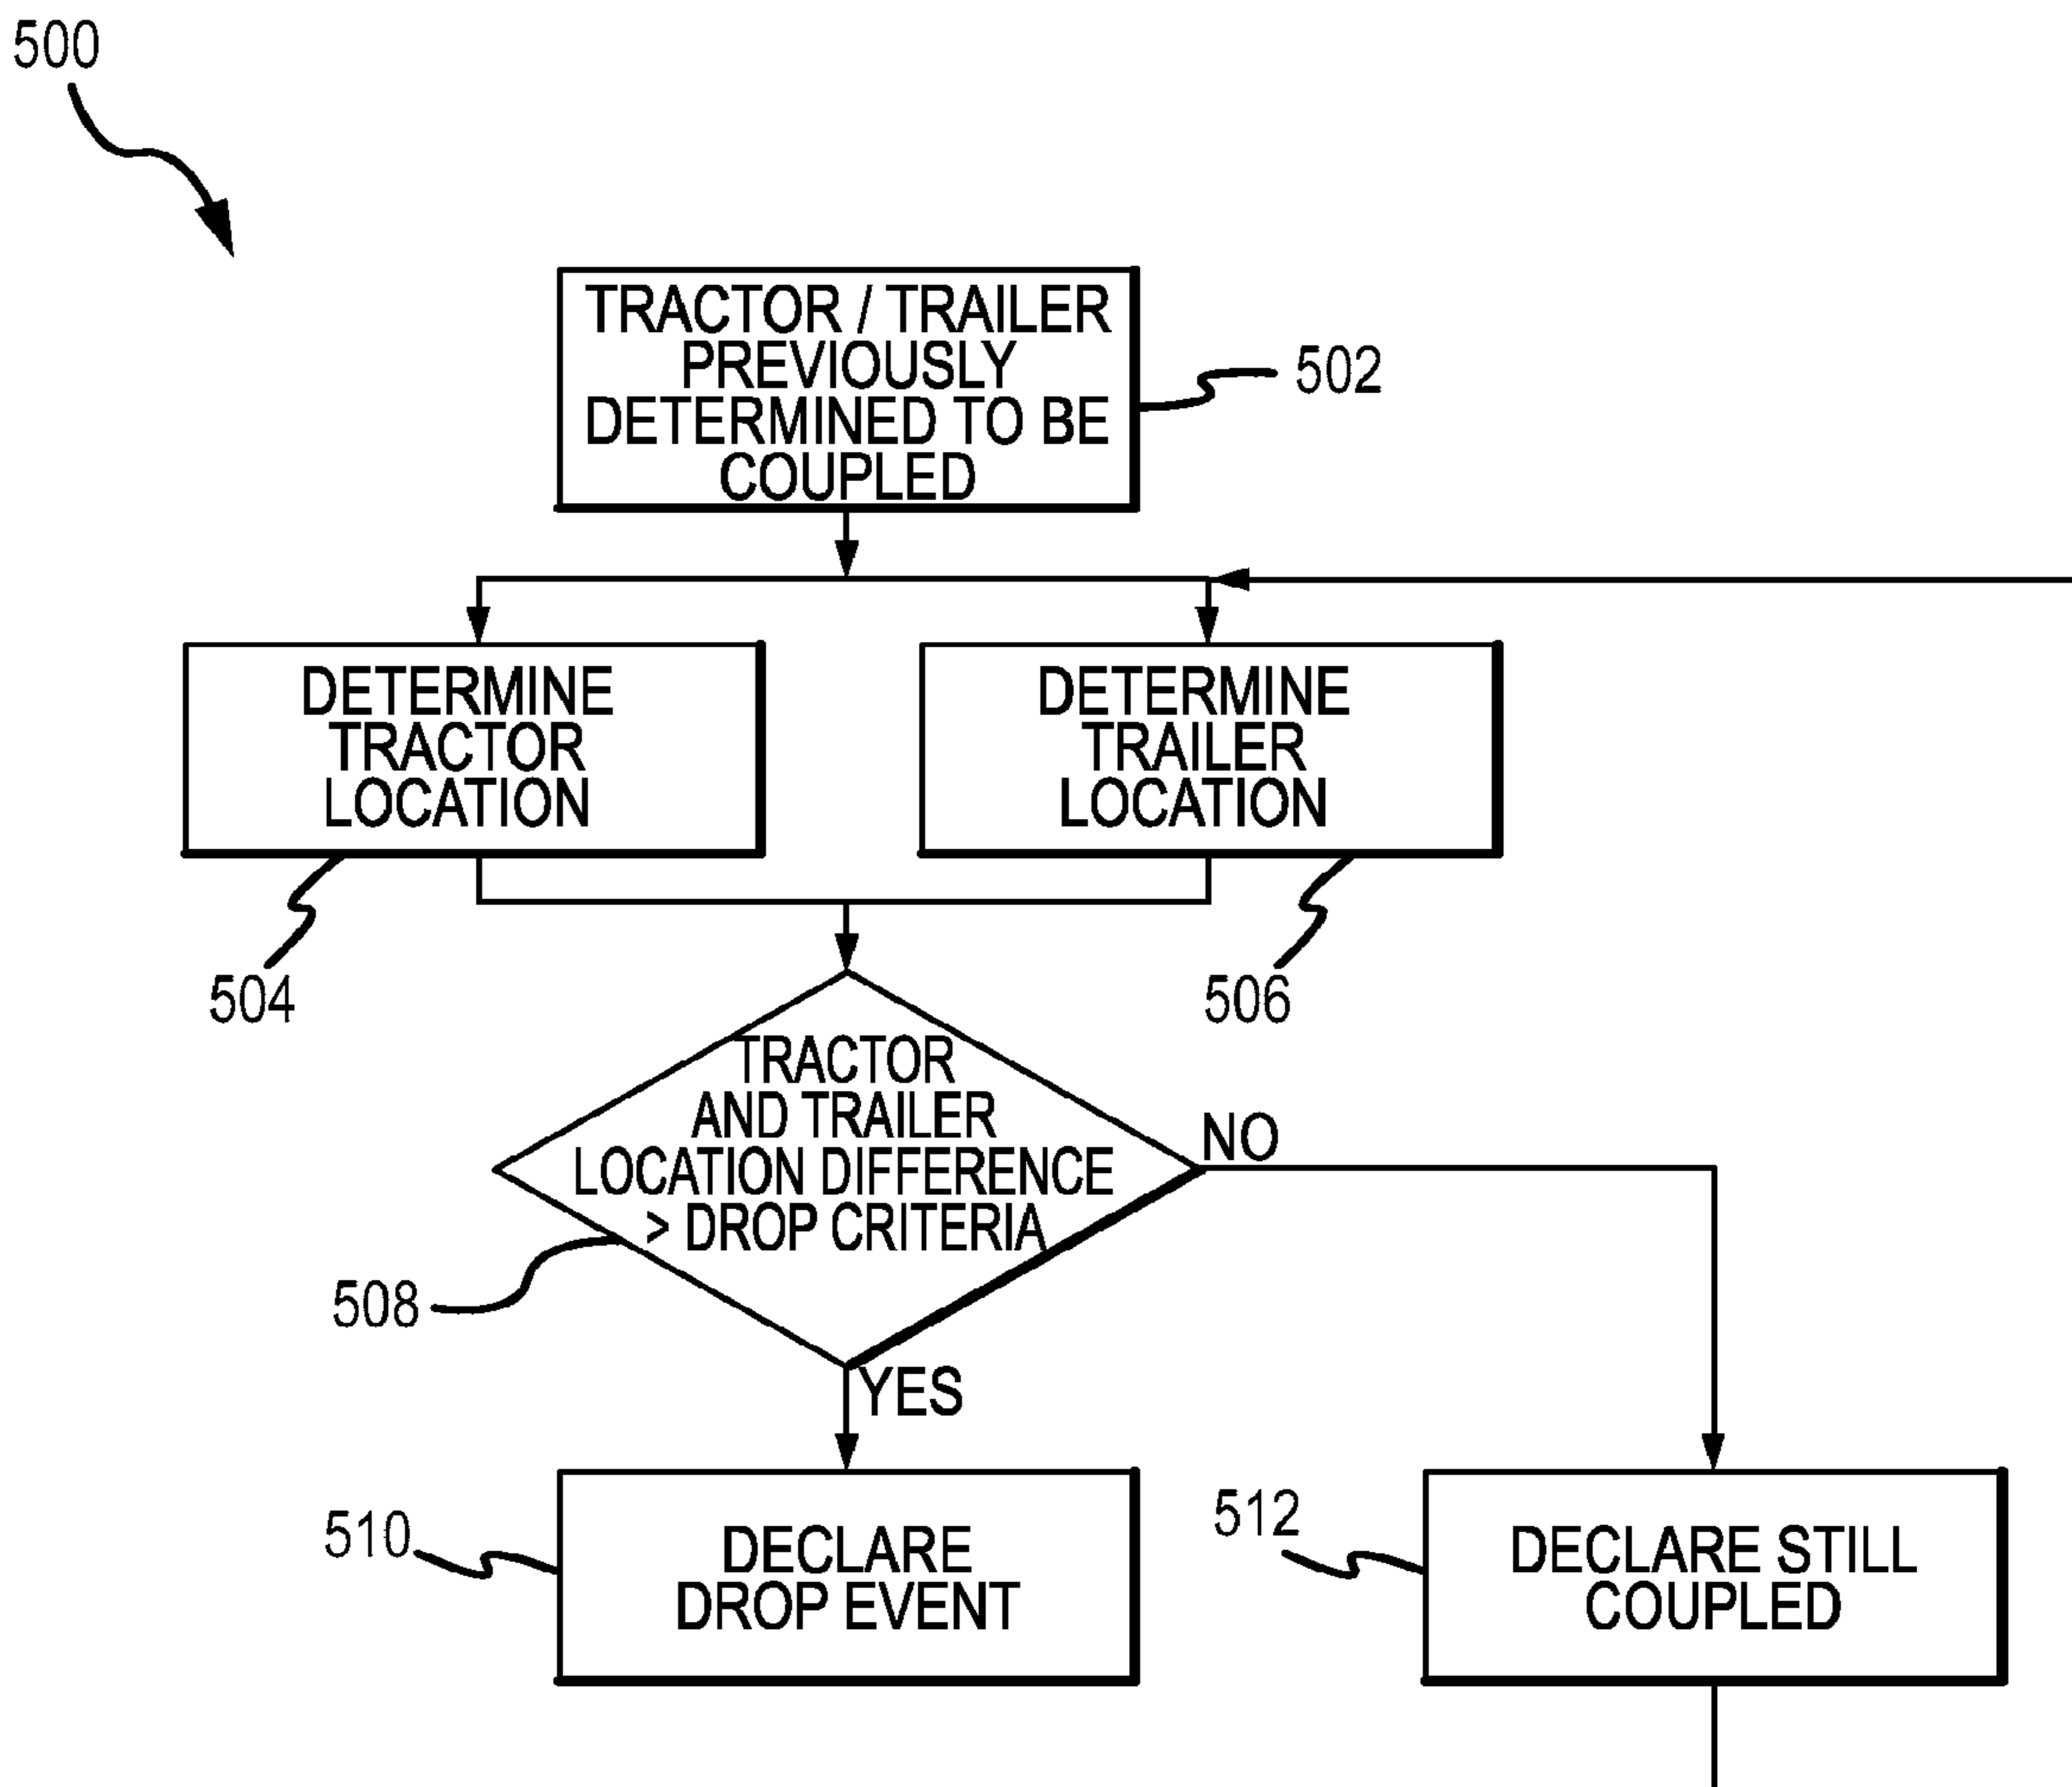 500
TRACTOR / TRAILER
PREVIOUSLY
DETERMINED TO BE
COUPLED
502
DETERMINE
TRACTOR
LOCATION
DETERMINE
TRAILER
LOCATION
504
506
TRACTOR
AND TRAILER
LOCATION DIFFERENCE
> DROP CRITERIA
NO
508
YES
510
DECLARE
DROP EVENT
512
DECLARE STILL
COUPLED